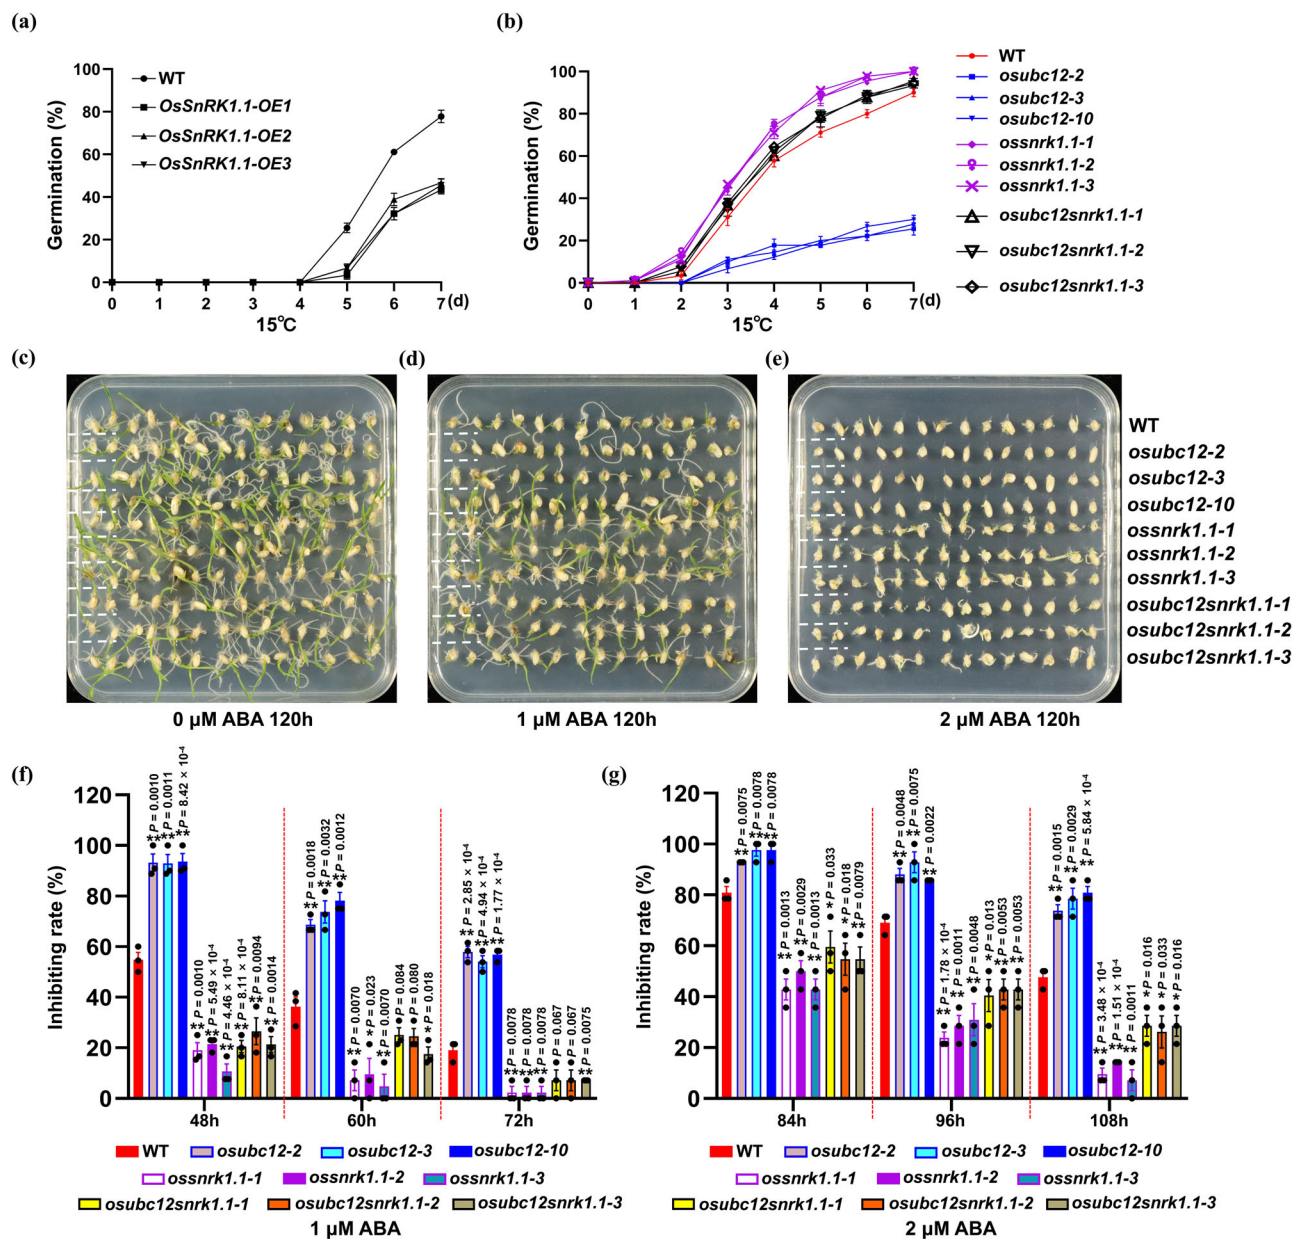 (a)
Germination (%)
100
80
60
40
20
0
WT
OsSnRK1.1-OE1
OsSnRK1.1-OE2
OsSnRK1.1-OE3
0 1 2 3 4 5 6 7 (d)
15°C
(b)
Germination (%)
100
80
60
40
20
0
0 1 2 3 4 5 6 7 (d)
15°C
WT
osubc12-2
osubc12-3
osubc12-10
ossnrk1.1-1
ossnrk1.1-2
ossnrk1.1-3
osubc12snrk1.1-1
osubc12snrk1.1-2
osubc12snrk1.1-3
(c)
0 µM ABA 120h
(d)
1 µM ABA 120h
(e)
2 µM ABA 120h
WT
osubc12-2
osubc12-3
osubc12-10
ossnrk1.1-1
ossnrk1.1-2
ossnrk1.1-3
osubc12snrk1.1-1
osubc12snrk1.1-2
osubc12snrk1.1-3
(f)
Inhibiting rate (%)
120
100
80
60
40
20
0
** P = 0.0010
** P = 0.0011
** P = 8.42 × 10-4
** P = 0.0010
** P = 5.49 × 10-4
** P = 4.46 × 10-4
** P = 8.11 × 10-4
** P = 0.0094
** P = 0.0014
** P = 0.0018
** P = 0.0032
** P = 0.0012
** P = 0.0070
* P = 0.023
** P = 0.0070
P = 0.084
P = 0.080
* P = 0.018
** P = 2.85 × 10-4
** P = 4.94 × 10-4
** P = 1.77 × 10-4
** P = 0.0078
** P = 0.0078
** P = 0.0078
P = 0.067
P = 0.067
** P = 0.0075
48h 60h 72h
WT osubc12-2 osubc12-3 osubc12-10
ossnrk1.1-1 ossnrk1.1-2 ossnrk1.1-3
osubc12snrk1.1-1 osubc12snrk1.1-2 osubc12snrk1.1-3
1 µM ABA
(g)
Inhibiting rate (%)
120
100
80
60
40
20
0
** P = 0.0075
** P = 0.0078
** P = 0.0078
** P = 0.0013
** P = 0.0029
** P = 0.0013
* P = 0.033
* P = 0.018
** P = 0.0079
** P = 0.0048
** P = 0.0075
** P = 0.0022
** P = 1.78 × 10-4
** P = 0.0011
** P = 0.0048
* P = 0.013
** P = 0.0053
** P = 0.0053
** P = 0.0015
** P = 0.0029
** P = 5.84 × 10-4
** P = 3.48 × 10-4
** P = 1.51 × 10-4
** P = 0.0011
* P = 0.016
* P = 0.033
* P = 0.016
84h 96h 108h
WT osubc12-2 osubc12-3 osubc12-10
ossnrk1.1-1 ossnrk1.1-2 ossnrk1.1-3
osubc12snrk1.1-1 osubc12snrk1.1-2 osubc12snrk1.1-3
2 µM ABA